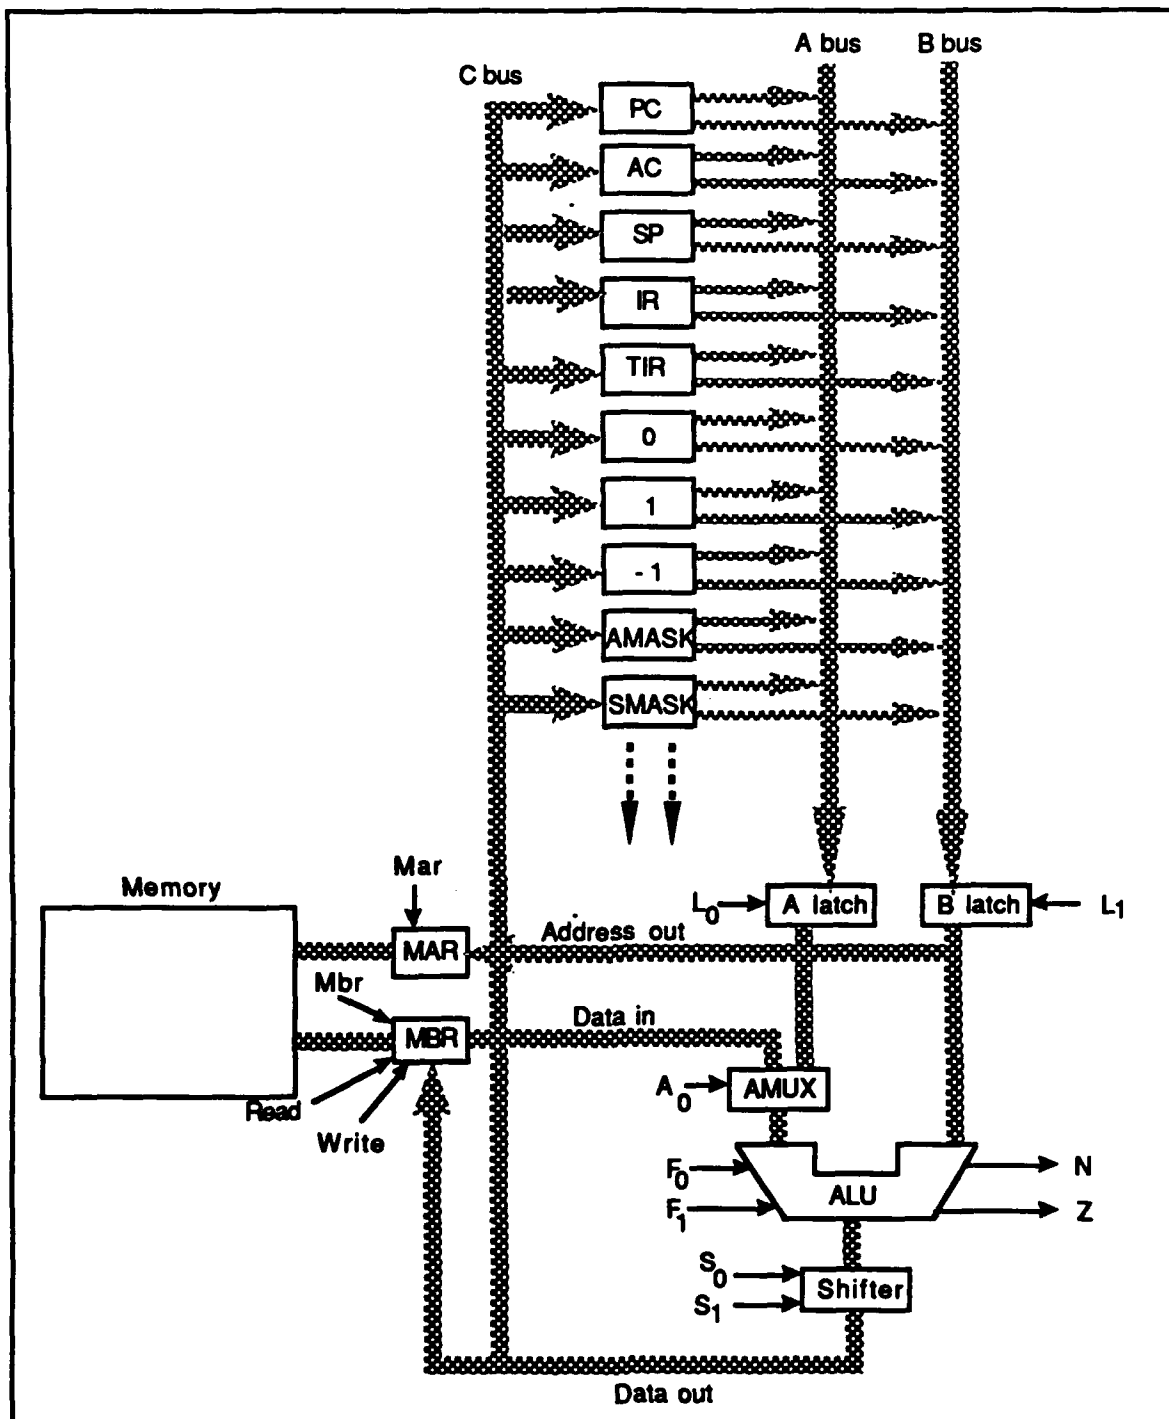 A bus
B bus
C bus
PC
AC
SP
IR
TIR
0
1
- 1
AMASK
SMASK
Mar
Memory
L0
A latch
B latch
L1
MAR
Address out
Mbr
MBR
Data in
A0
AMUX
Read
Write
F0
F1
ALU
N
Z
S0
S1
Shifter
Data out